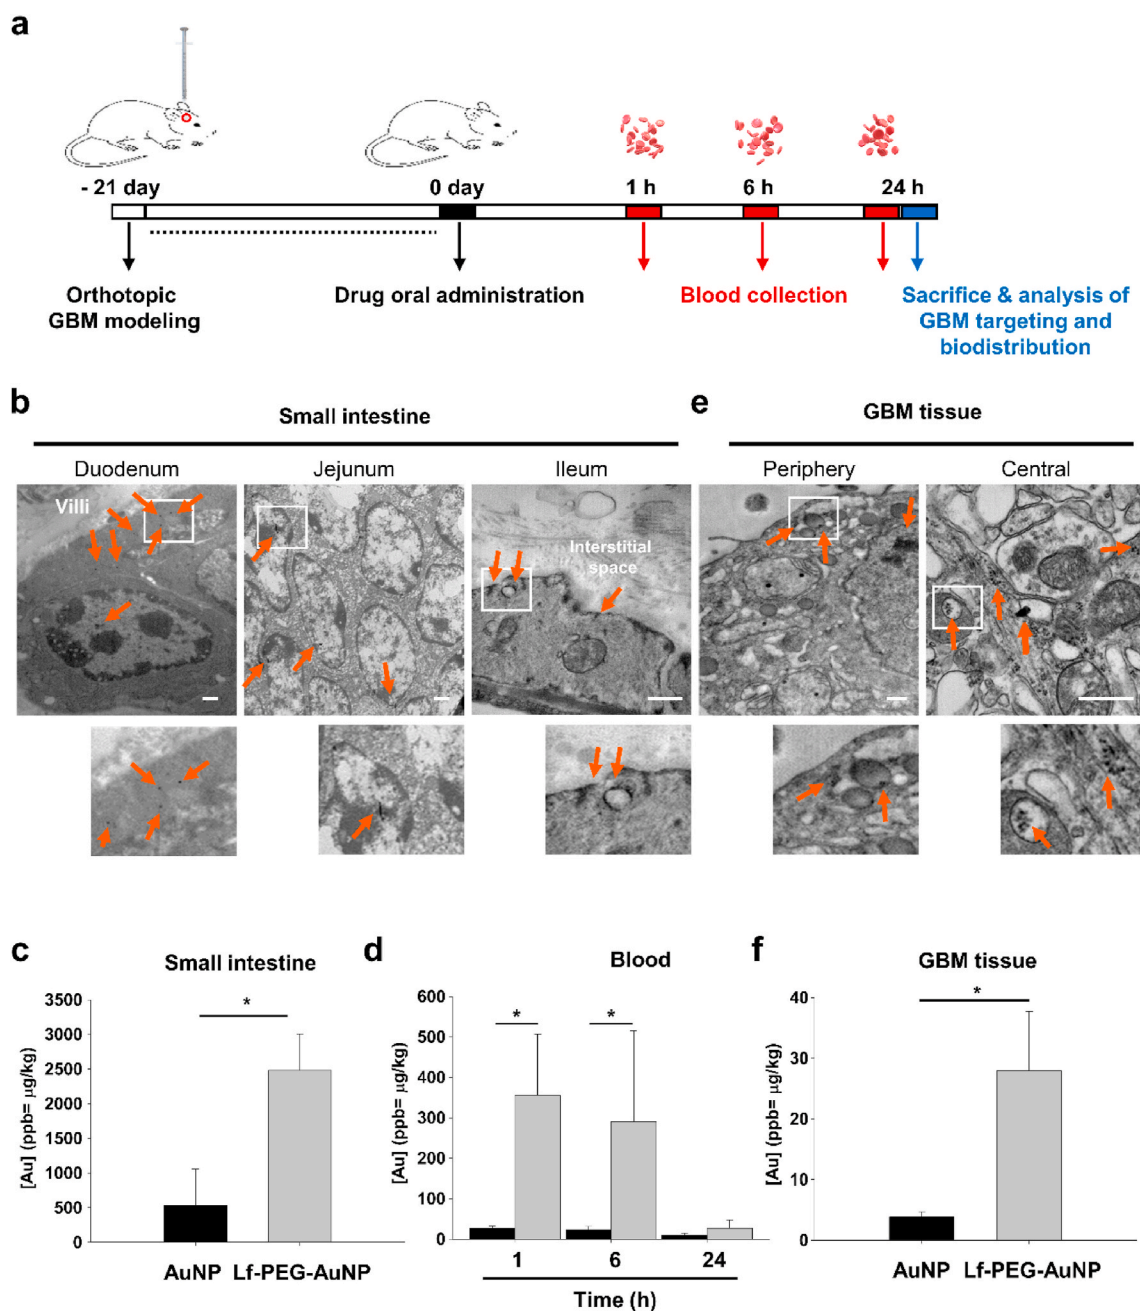 a
- 21 day
0 day
1 h
6 h
24 h
Orthotopic
GBM modeling
Drug oral administration
Blood collection
Sacrifice & analysis of
GBM targeting and
biodistribution
b
Small intestine
Duodenum
Jejunum
Ileum
Villi
Interstitial
space
e
GBM tissue
Periphery
Central
c
Small intestine
[Au] (ppb= μg/kg)
3500
3000
2500
2000
1500
1000
500
0
*
AuNP
Lf-PEG-AuNP
d
Blood
[Au] (ppb= μg/kg)
600
500
400
300
200
100
0
*
*
1
6
24
Time (h)
f
GBM tissue
[Au] (ppb= μg/kg)
40
30
20
10
0
*
AuNP
Lf-PEG-AuNP